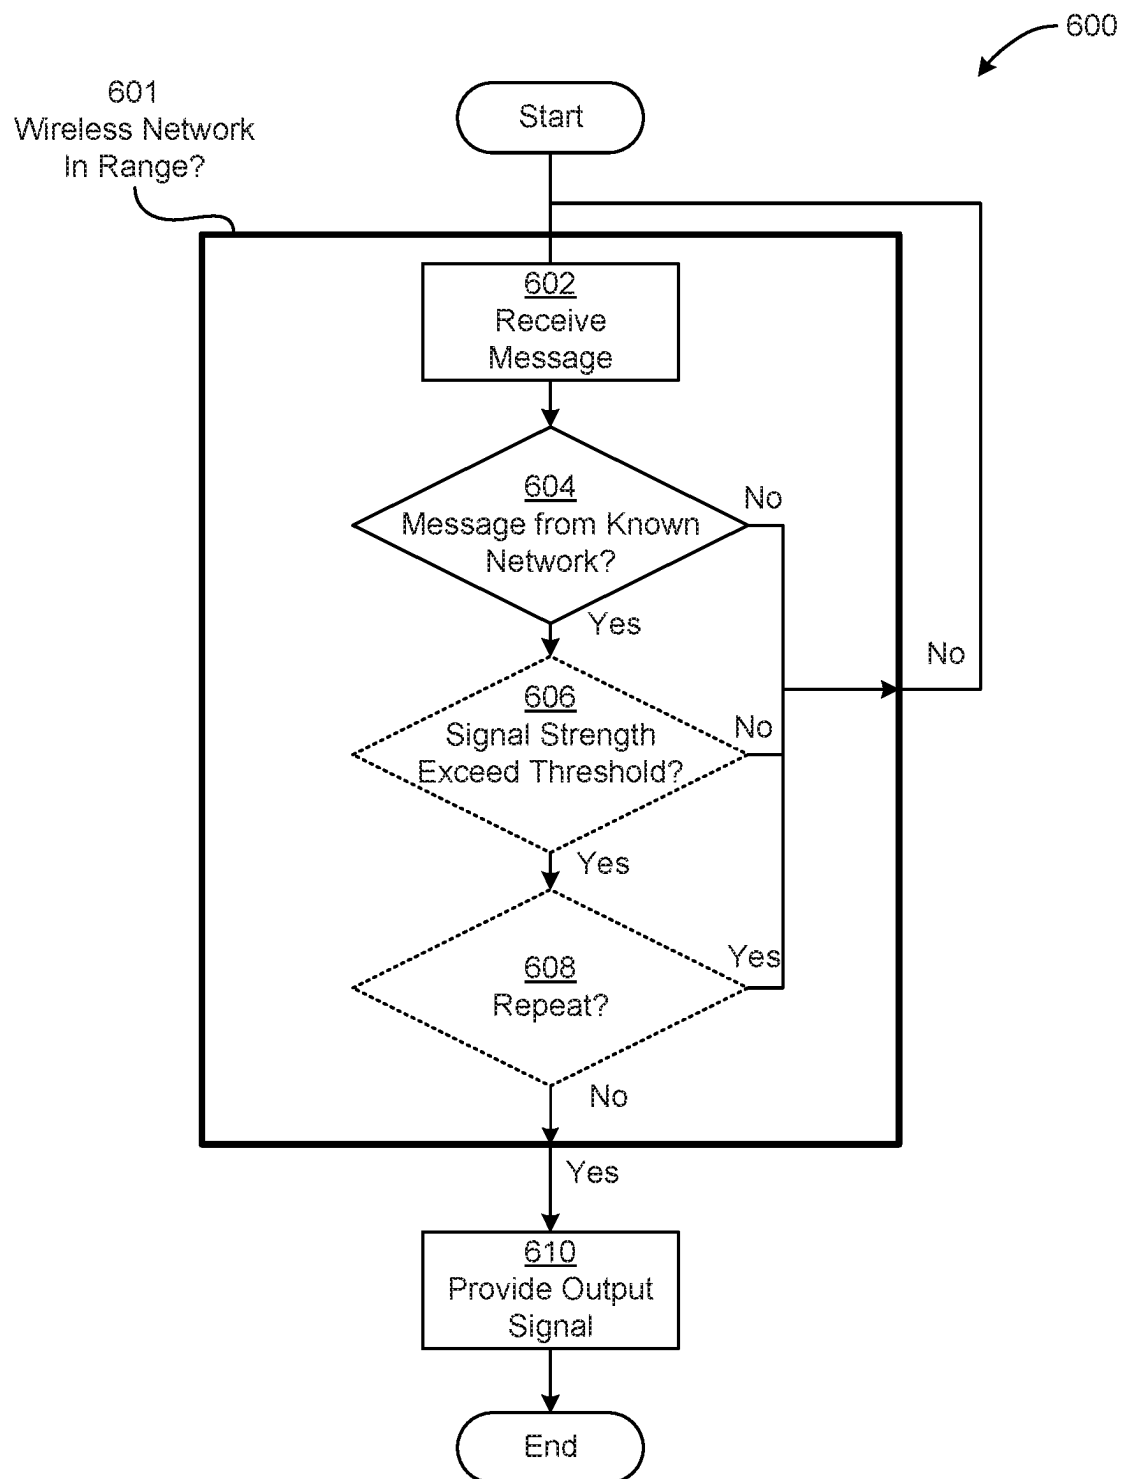 600
601
Wireless Network
In Range?
Start
602
Receive
Message
604
Message from Known
Network?
No
Yes
No
606
Signal Strength
Exceed Threshold?
No
Yes
608
Repeat?
Yes
No
Yes
610
Provide Output
Signal
End